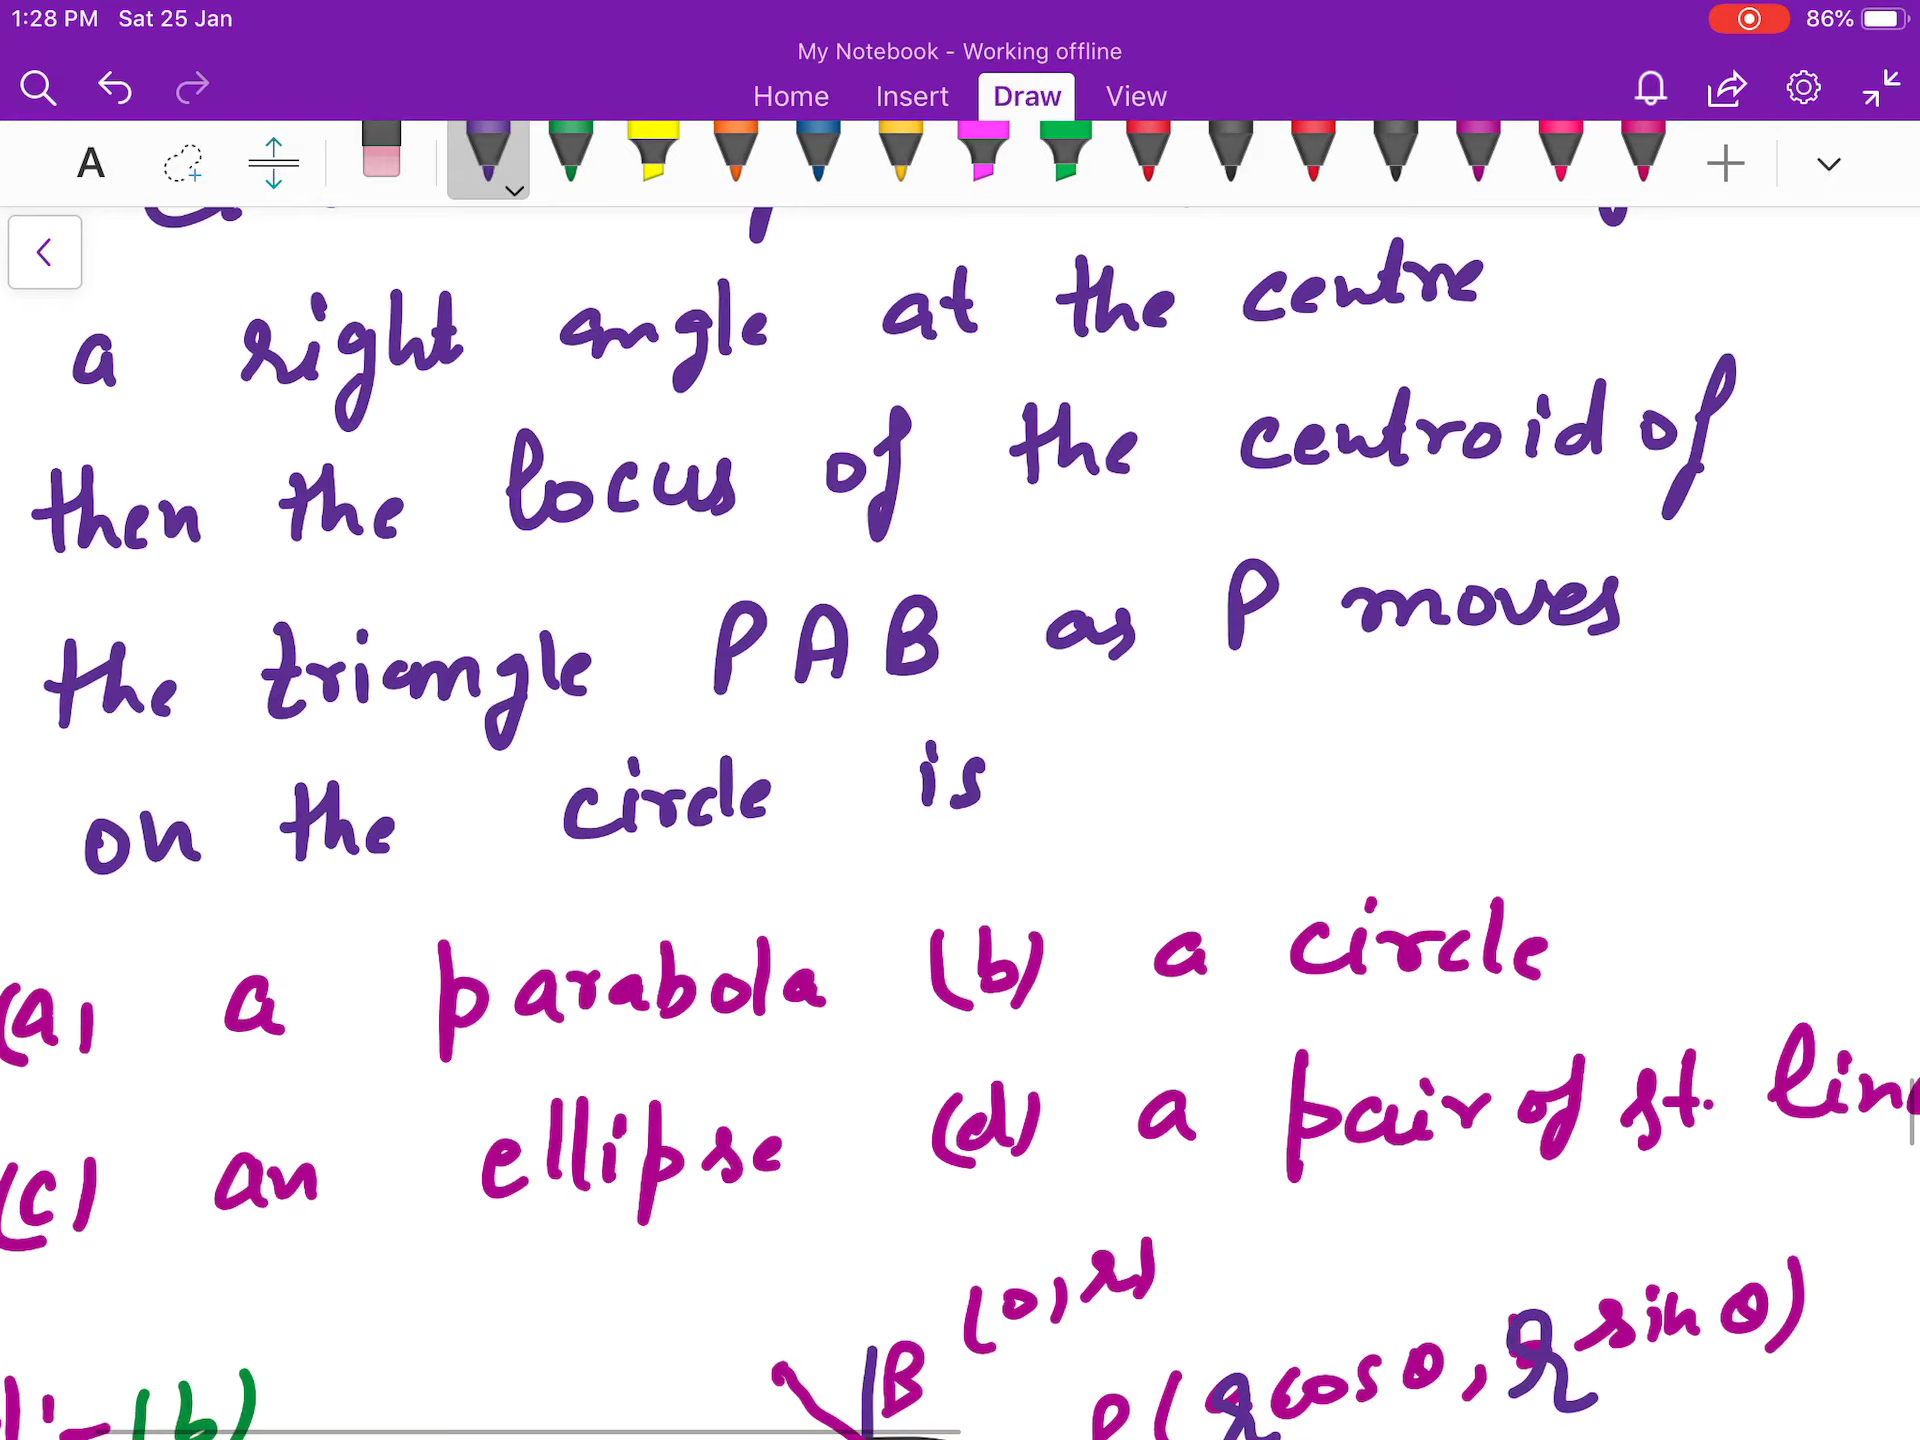 1:28 PM Sat 25 Jan 86%
My Notebook - Working offline
Home Insert Draw View
A
a right angle at the centre
then the locus of the centroid of
the triangle PAB as P moves
on the circle is
(a) a parabola (b) a circle
(c) an ellipse (d) a pair of st. lin
(0, r)
B P(r cos θ, r sin θ)
(b)